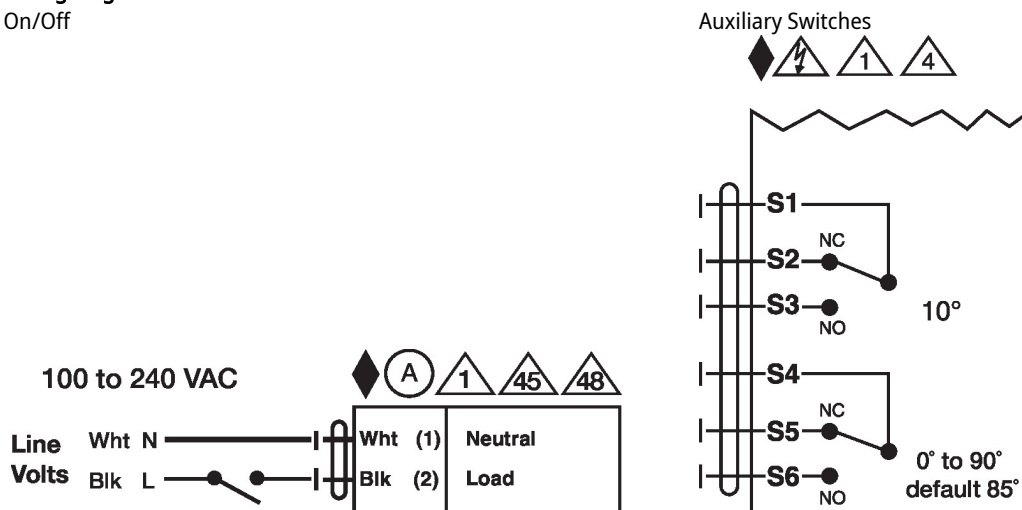 On/Off
100 to 240 VAC
A 1 45 48
Line Volts
Wht N
Wht (1) Neutral
Blk L
Blk (2) Load
Auxiliary Switches
1 4
S1
NC
S2
S3
NO
10°
S4
NC
S5
S6
NO
0° to 90°
default 85°